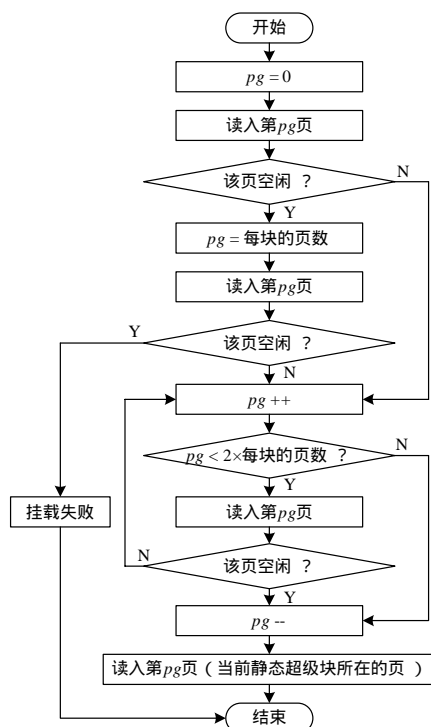 开始
pg = 0
读入第pg页
该页空闲 ？
N
Y
pg = 每块的页数
读入第pg页
Y
该页空闲 ？
N
pg ++
pg < 2×每块的页数 ？
N
Y
挂载失败
读入第pg页
N
该页空闲 ？
Y
pg --
读入第pg页（当前静态超级块所在的页）
结束